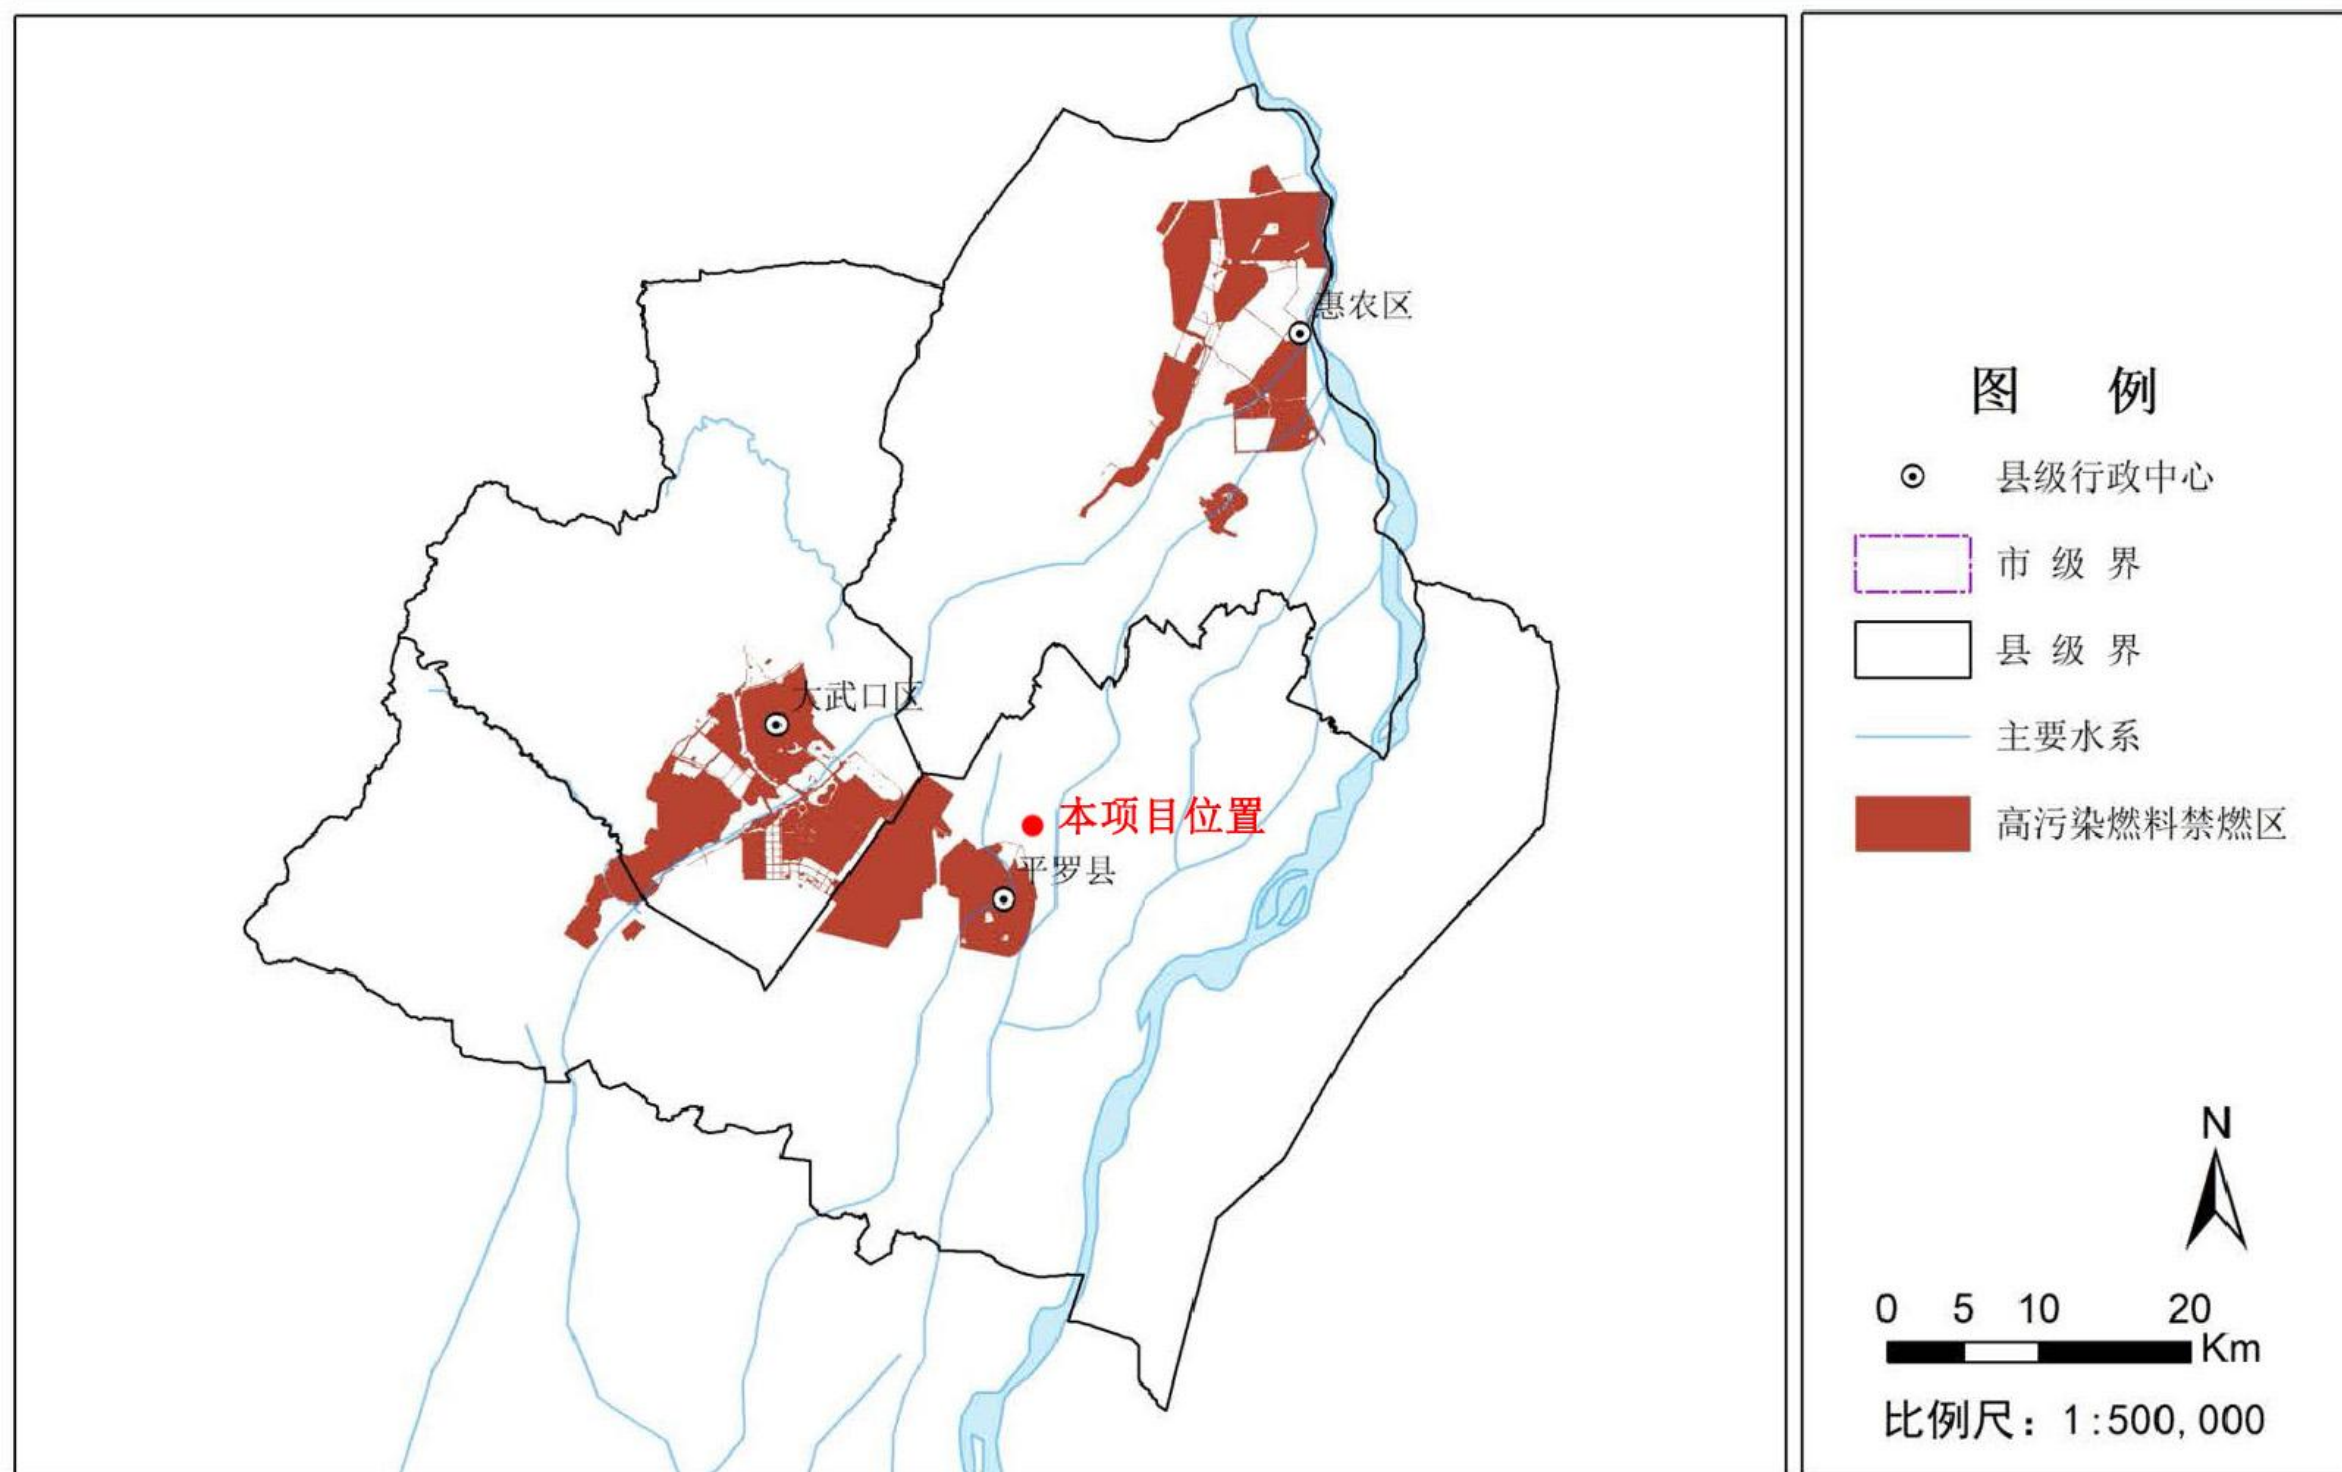 惠农区
大武口区
本项目位置
平罗县
图 例
县级行政中心
市 级 界
县 级 界
主要水系
高污染燃料禁燃区
N
0 5 10 20
Km
比例尺：1:500,000